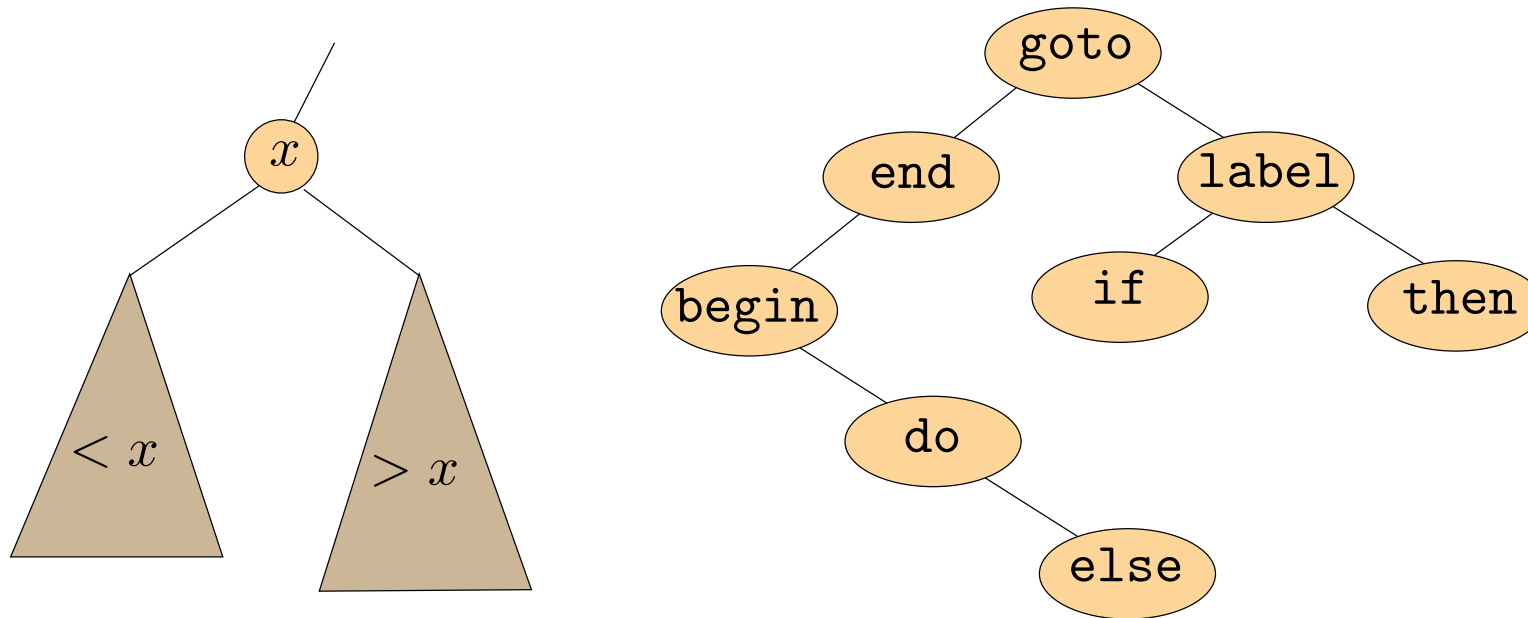 x
< x
> x
goto
end
label
begin
if
then
do
else